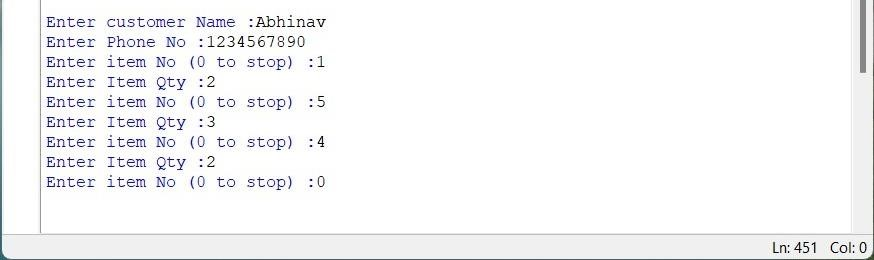 Enter customer Name :Abhinav
Enter Phone No :1234567890
Enter item No (0 to stop) :1
Enter Item Qty :2
Enter item No (0 to stop) :5
Enter Item Qty :3
Enter item No (0 to stop) :4
Enter Item Qty :2
Enter item No (0 to stop) :0
Ln: 451 Col: 0